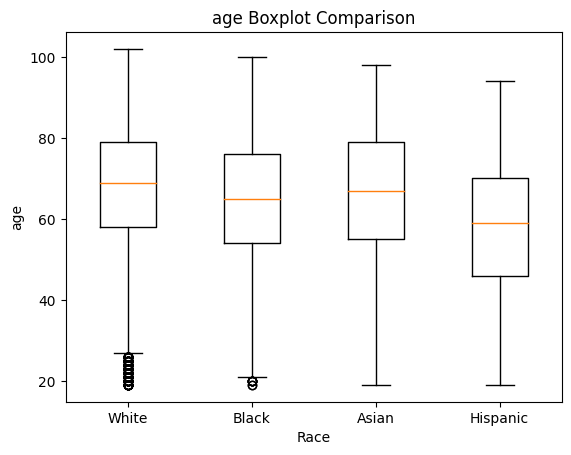 age Boxplot Comparison
100
80
60
40
20
age
White
Black
Asian
Hispanic
Race